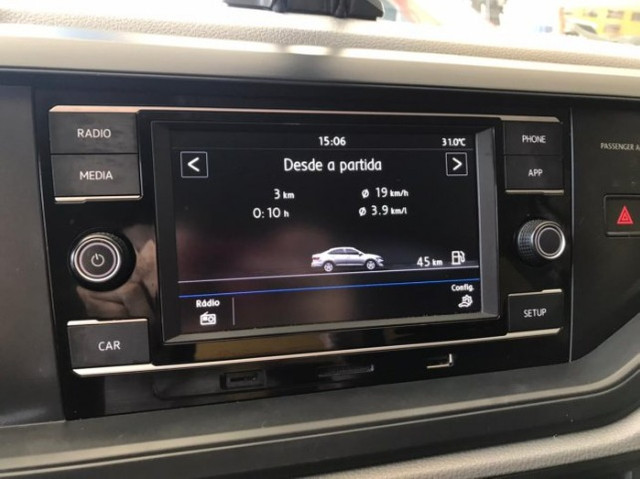 RADIO
MEDIA
CAR
15:06 31.0°C
< Desde a partida >
3 km Ø 19 km/h
0:10 h Ø 3.9 km/l
45 km
Rádio Config.
PHONE
APP
SETUP
PASSENGER A